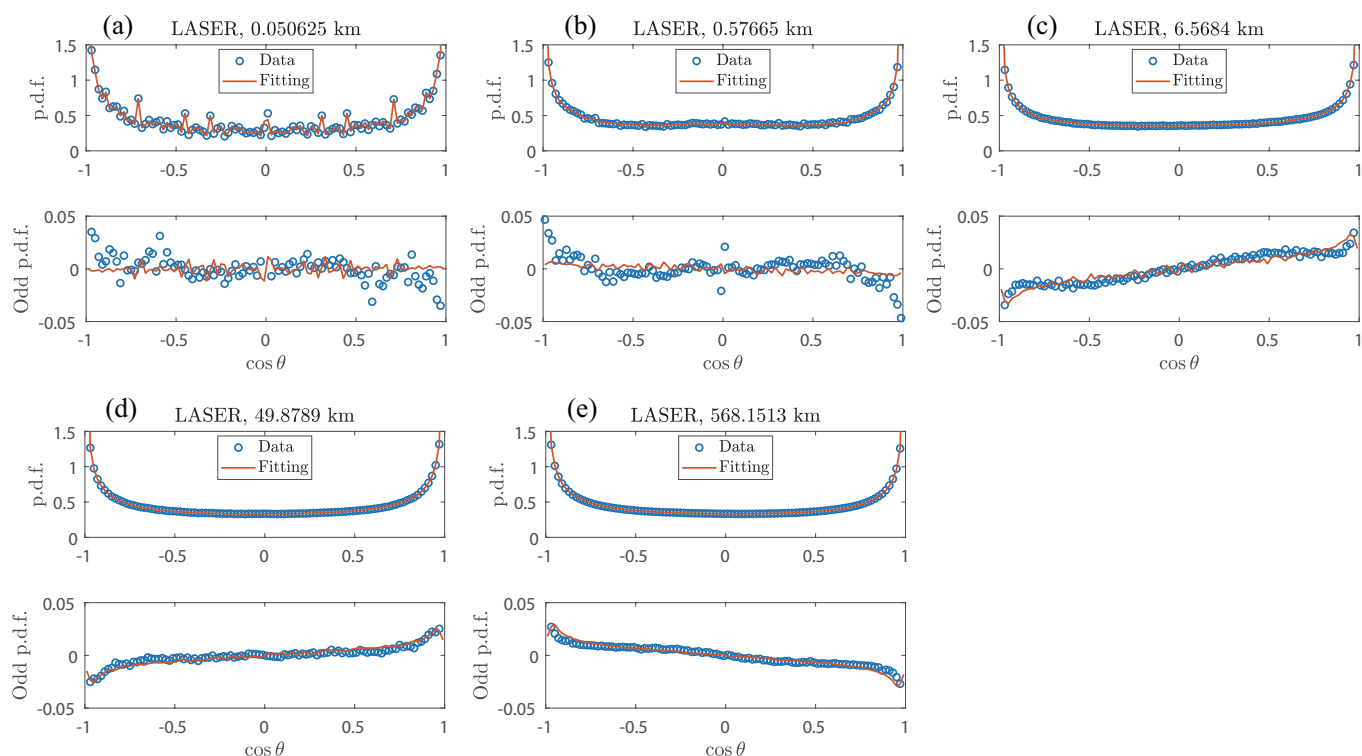 (a) LASER, 0.050625 km
p.d.f.
1.5
1
0.5
0
Data
Fitting
-1 -0.5 0 0.5 1
Odd p.d.f.
0.05
0
-0.05
-1 -0.5 0 0.5 1
cos θ
(b) LASER, 0.57665 km
p.d.f.
1.5
1
0.5
0
Data
Fitting
-1 -0.5 0 0.5 1
Odd p.d.f.
0.05
0
-0.05
-1 -0.5 0 0.5 1
cos θ
(c) LASER, 6.5684 km
p.d.f.
1.5
1
0.5
0
Data
Fitting
-1 -0.5 0 0.5 1
Odd p.d.f.
0.05
0
-0.05
-1 -0.5 0 0.5 1
cos θ
(d) LASER, 49.8789 km
p.d.f.
1.5
1
0.5
0
Data
Fitting
-1 -0.5 0 0.5 1
Odd p.d.f.
0.05
0
-0.05
-1 -0.5 0 0.5 1
cos θ
(e) LASER, 568.1513 km
p.d.f.
1.5
1
0.5
0
Data
Fitting
-1 -0.5 0 0.5 1
Odd p.d.f.
0.05
0
-0.05
-1 -0.5 0 0.5 1
cos θ